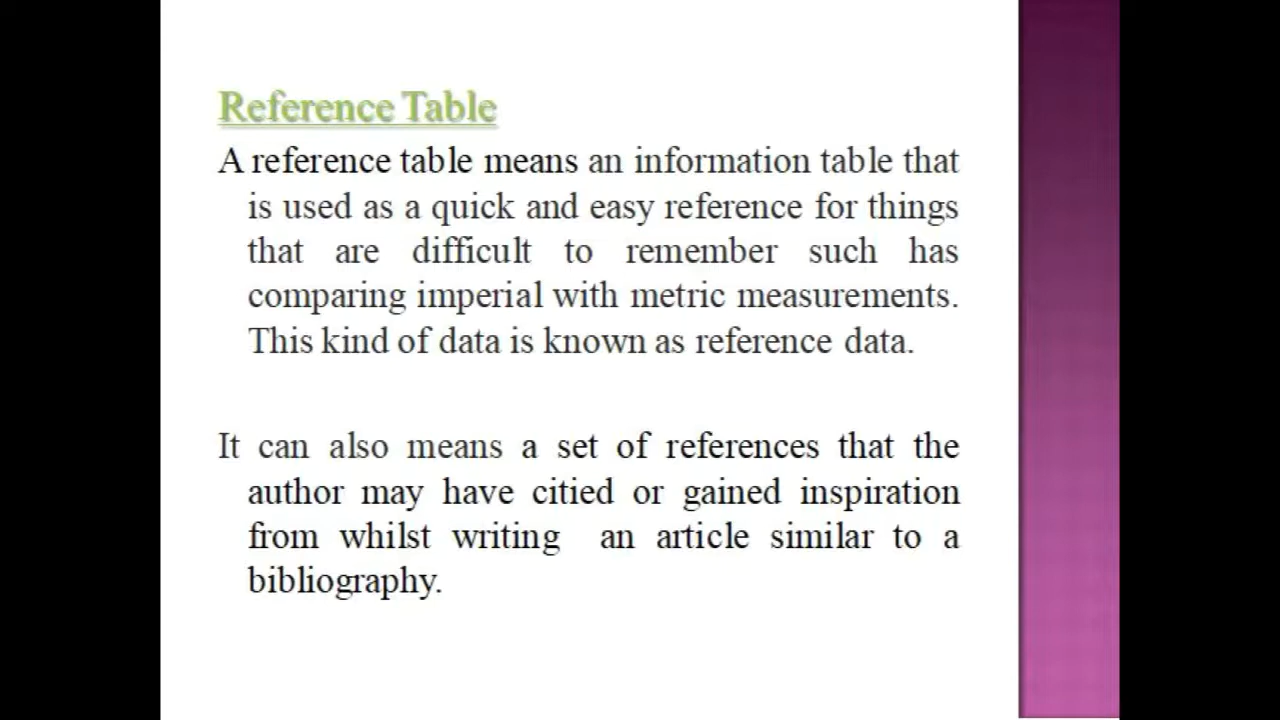 Reference Table
A reference table means an information table that
is used as a quick and easy reference for things
that are difficult to remember such has
comparing imperial with metric measurements.
This kind of data is known as reference data.
It can also means a set of references that the
author may have citied or gained inspiration
from whilst writing an article similar to a
bibliography.